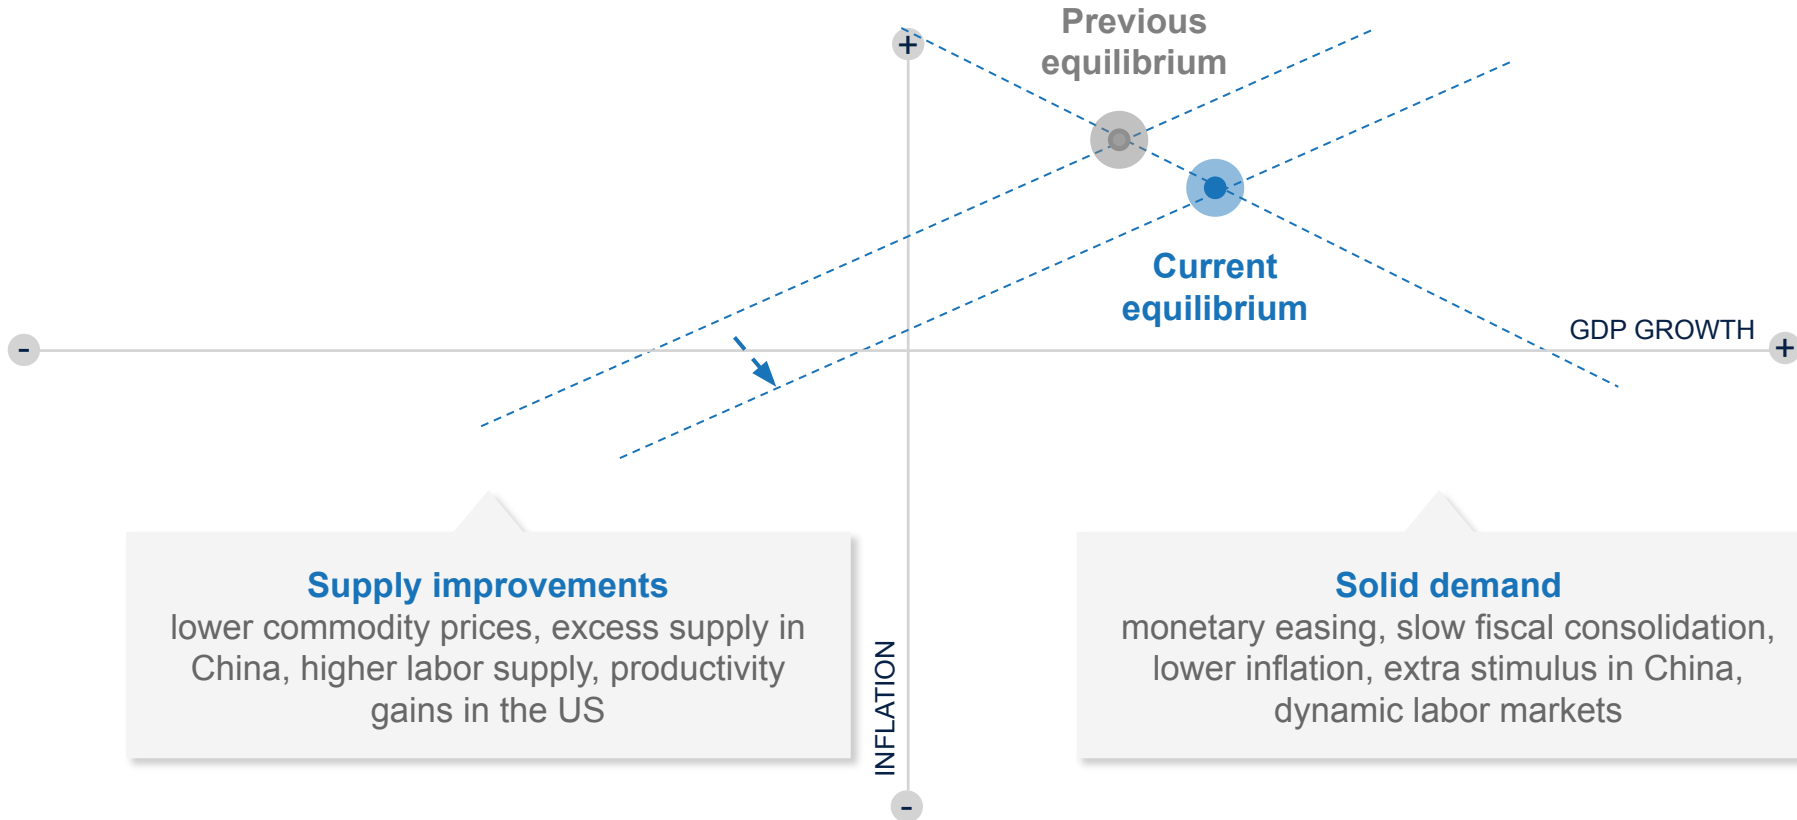 Previous
equilibrium
+
Current
equilibrium
GDP GROWTH
-
+
Supply improvements
lower commodity prices, excess supply in
China, higher labor supply, productivity
gains in the US
Solid demand
monetary easing, slow fiscal consolidation,
lower inflation, extra stimulus in China,
dynamic labor markets
INFLATION
-